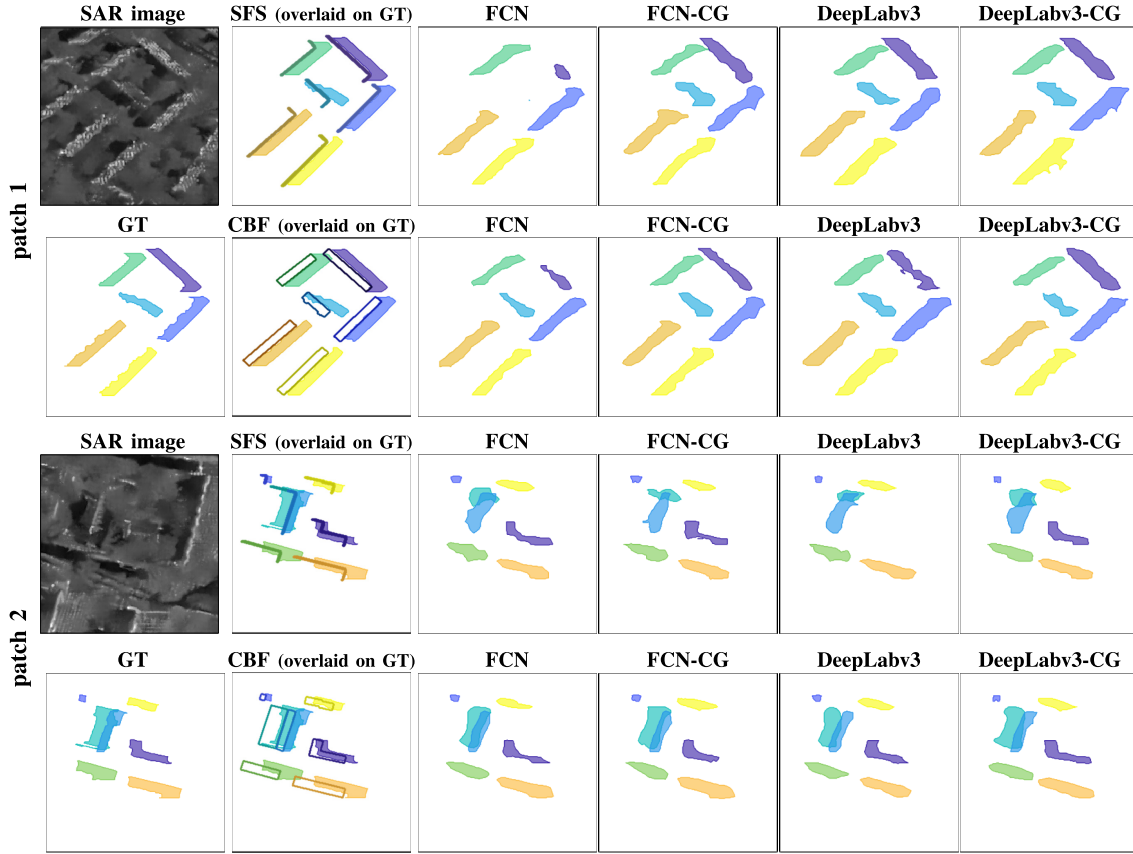 SAR image SFS (overlaid on GT) FCN FCN-CG DeepLabv3 DeepLabv3-CG
patch 1
GT CBF (overlaid on GT) FCN FCN-CG DeepLabv3 DeepLabv3-CG
SAR image SFS (overlaid on GT) FCN FCN-CG DeepLabv3 DeepLabv3-CG
patch 2
GT CBF (overlaid on GT) FCN FCN-CG DeepLabv3 DeepLabv3-CG